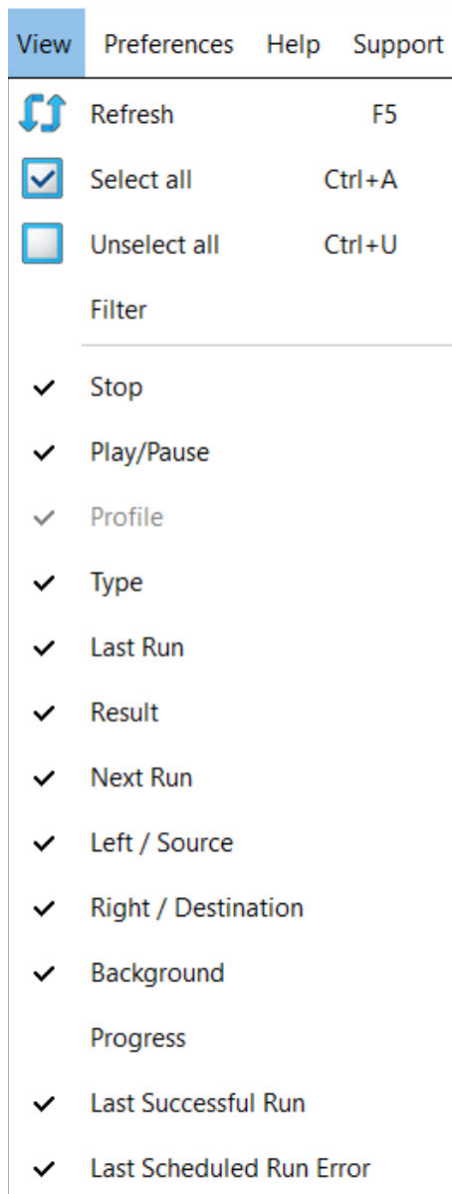 View Preferences Help Support
Refresh F5
Select all Ctrl+A
Unselect all Ctrl+U
Filter
Stop
Play/Pause
Profile
Type
Last Run
Result
Next Run
Left / Source
Right / Destination
Background
Progress
Last Successful Run
Last Scheduled Run Error